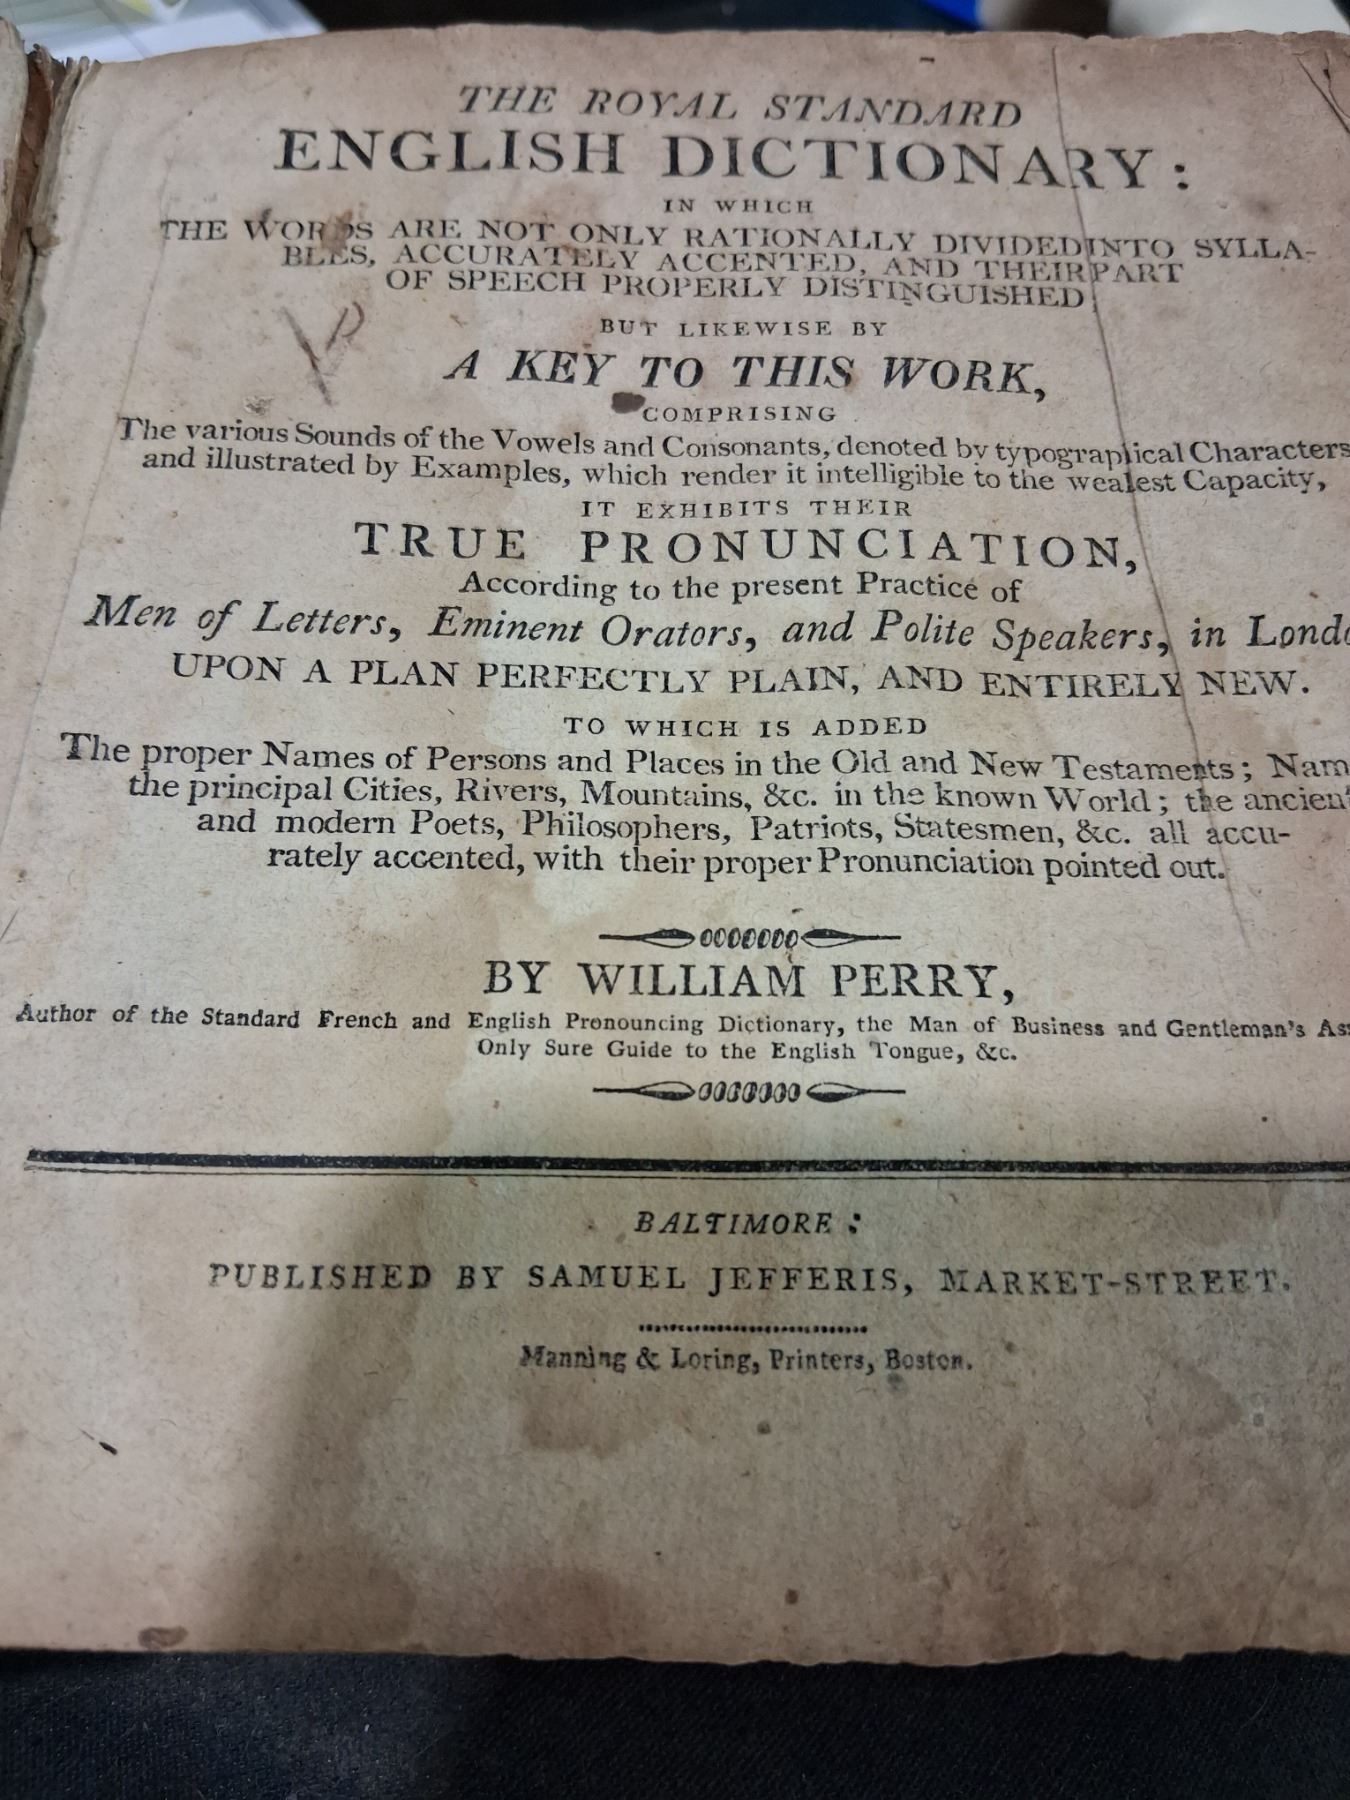 THE ROYAL STANDARD
ENGLISH DICTIONARY:
IN WHICH
THE WORDS ARE NOT ONLY RATIONALLY DIVIDED INTO SYLLA-
BLES, ACCURATELY ACCENTED, AND THEIR PART
OF SPEECH PROPERLY DISTINGUISHED
BUT LIKEWISE BY
A KEY TO THIS WORK,
COMPRISING
The various Sounds of the Vowels and Consonants, denoted by typographical Characters
and illustrated by Examples, which render it intelligible to the weakest Capacity,
IT EXHIBITS THEIR
TRUE PRONUNCIATION,
According to the present Practice of
Men of Letters, Eminent Orators, and Polite Speakers, in Londo
UPON A PLAN PERFECTLY PLAIN, AND ENTIRELY NEW.
TO WHICH IS ADDED
The proper Names of Persons and Places in the Old and New Testaments; Nam
the principal Cities, Rivers, Mountains, &c. in the known World; the ancient
and modern Poets, Philosophers, Patriots, Statesmen, &c. all accu-
rately accented, with their proper Pronunciation pointed out.
BY WILLIAM PERRY,
Author of the Standard French and English Pronouncing Dictionary, the Man of Business and Gentleman's Ass
Only Sure Guide to the English Tongue, &c.
BALTIMORE:
PUBLISHED BY SAMUEL JEFFERIS, MARKET-STREET.
Manning & Loring, Printers, Boston.